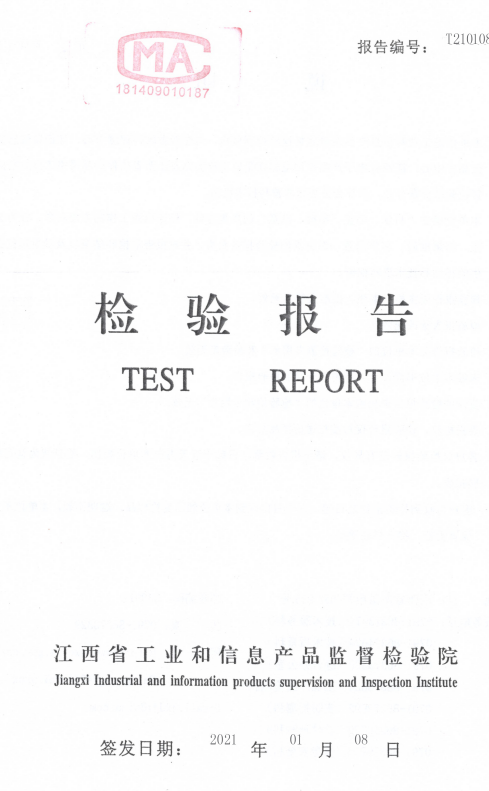 MA
181409010187
报告编号： T210108
检 验 报 告
TEST REPORT
江西省工业和信息产品监督检验院
Jiangxi Industrial and information products supervision and Inspection Institute
签发日期： 2021 年 01 月 08 日